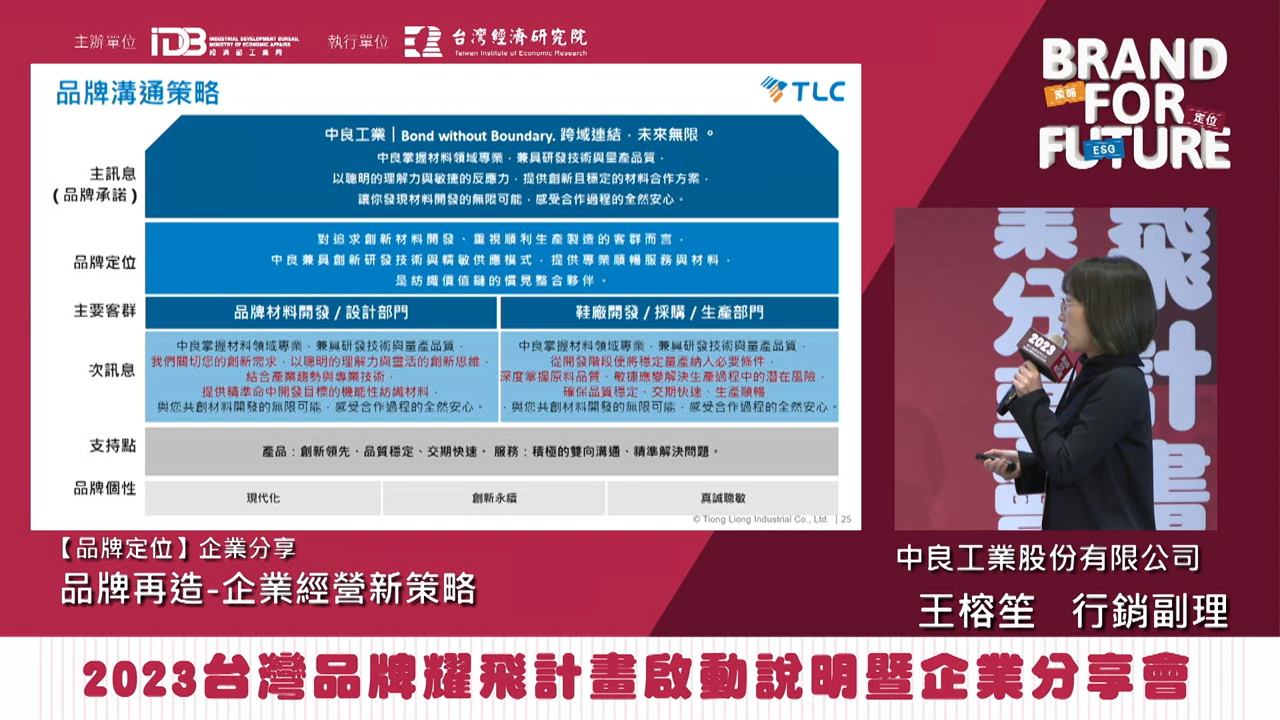 主辦單位
IDB
INDUSTRIAL DEVELOPMENT BUREAU,
MINISTRY OF ECONOMIC AFFAIRS
經濟部工業局
執行單位
台灣經濟研究院
Taiwan Institute of Economic Research
BRAND
FOR
FUTURE
策略
定位
ESG
品牌溝通策略
TLC
主訊息
(品牌承諾)
中良工業|Bond without Boundary. 跨域連結，未來無限。
中良掌握材料領域專業，兼具研發技術與量產品質，
以聰明的理解力與敏捷的反應力，提供創新且穩定的材料合作方案，
讓你發現材料開發的無限可能，感受合作過程的全然安心。
品牌定位
對追求創新材料開發、重視順利生產製造的客群而言，
中良兼具創新研發技術與精敏供應模式，提供專業順暢服務與材料，
是紡織價值鏈的慣見整合夥伴。
主要客群
品牌材料開發 / 設計部門
鞋廠開發 / 採購 / 生產部門
次訊息
中良掌握材料領域專業，兼具研發技術與量產品質，
我們關切您的創新需求，以聰明的理解力與靈活的創新思維，
結合產業趨勢與專業技術，
提供精準命中開發目標的機能性紡織材料，
與您共創材料開發的無限可能，感受合作過程的全然安心。
中良掌握材料領域專業，兼具研發技術與量產品質，
從開發階段便將穩定量產納入必要條件，
深度掌握原料品質、敏捷應變解決生產過程中的潛在風險，
確保品質穩定、交期快速、生產順暢
，與您共創材料開發的無限可能，感受合作過程的全然安心。
支持點
產品：創新領先、品質穩定、交期快速。 服務：積極的雙向溝通、精準解決問題。
品牌個性
現代化
創新永續
真誠聰敏
© Tiong Liong Industrial Co., Ltd. | 25
2023
飛計畫
業分享
【品牌定位】企業分享
品牌再造-企業經營新策略
中良工業股份有限公司
王榕笙 行銷副理
2023台灣品牌耀飛計畫啟動說明暨企業分享會